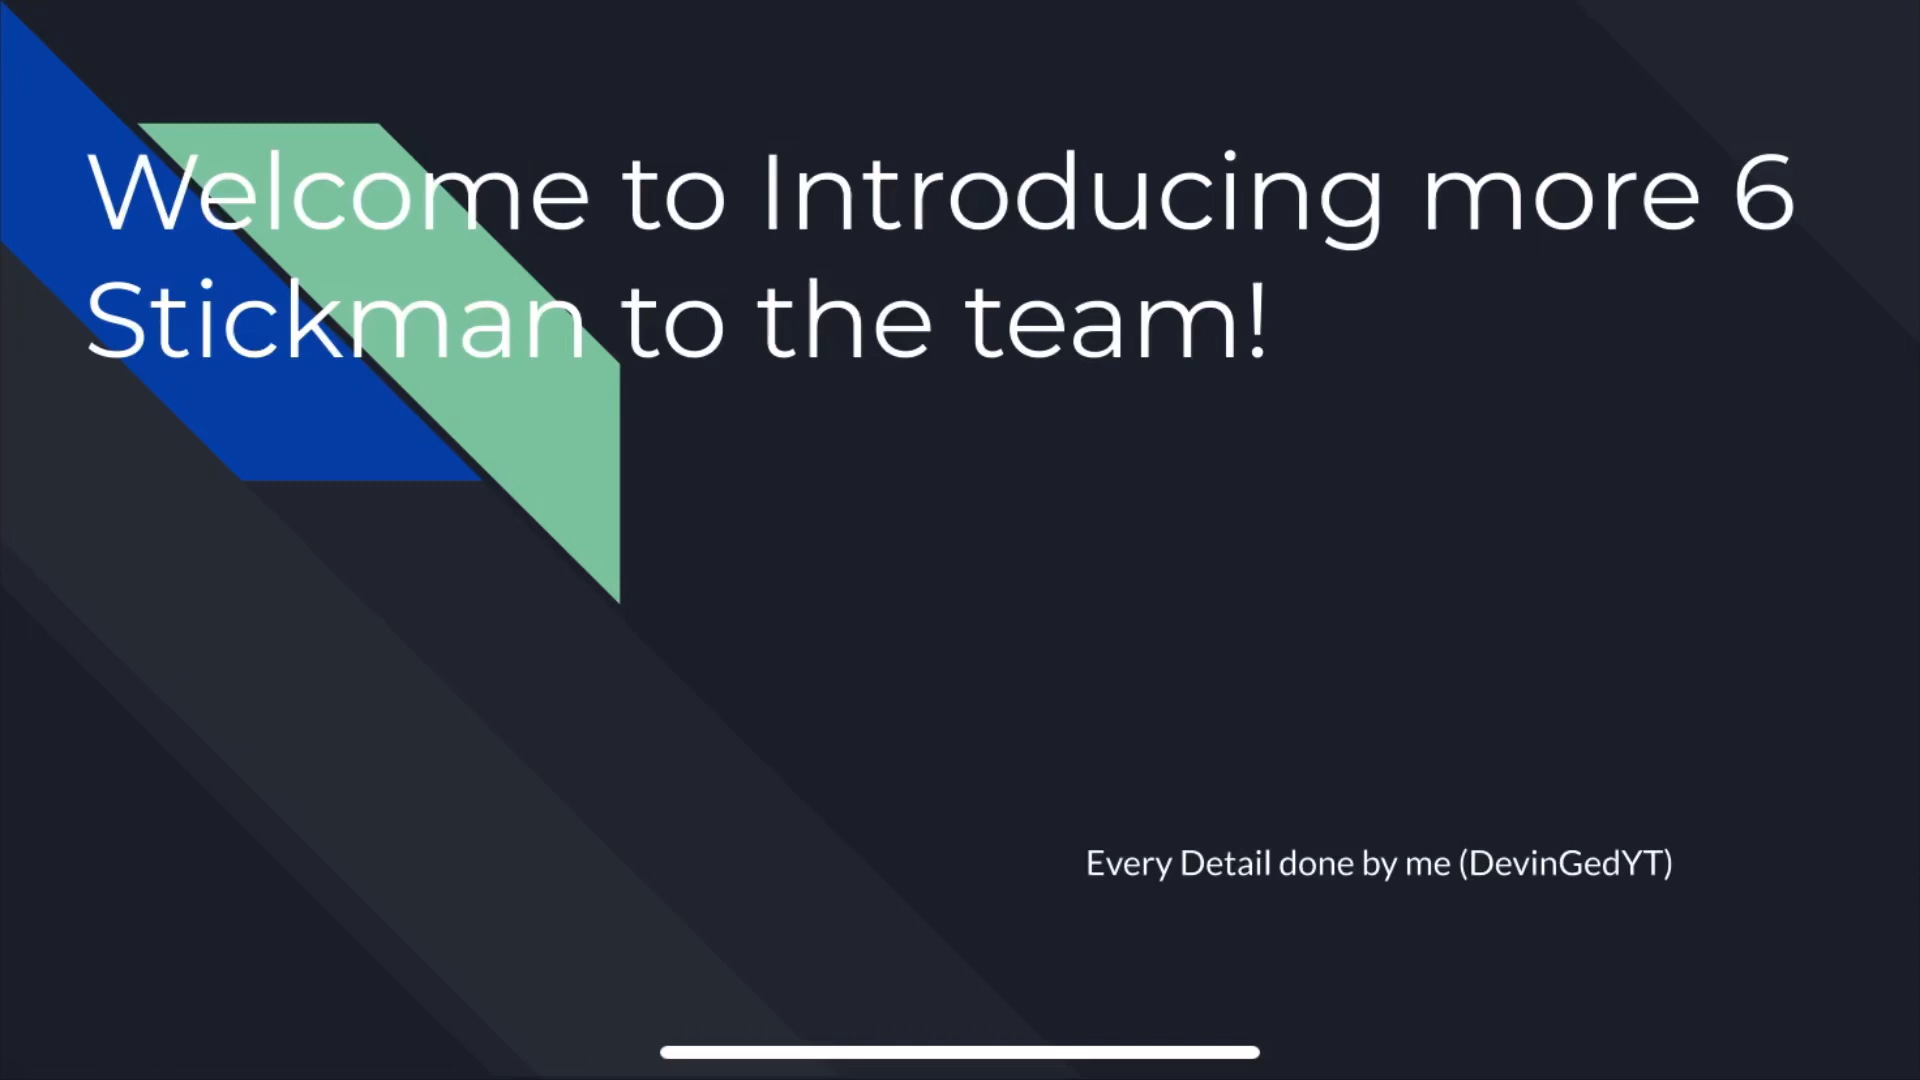 Welcome to Introducing more 6
Stickman to the team!
Every Detail done by me (DevinGedYT)